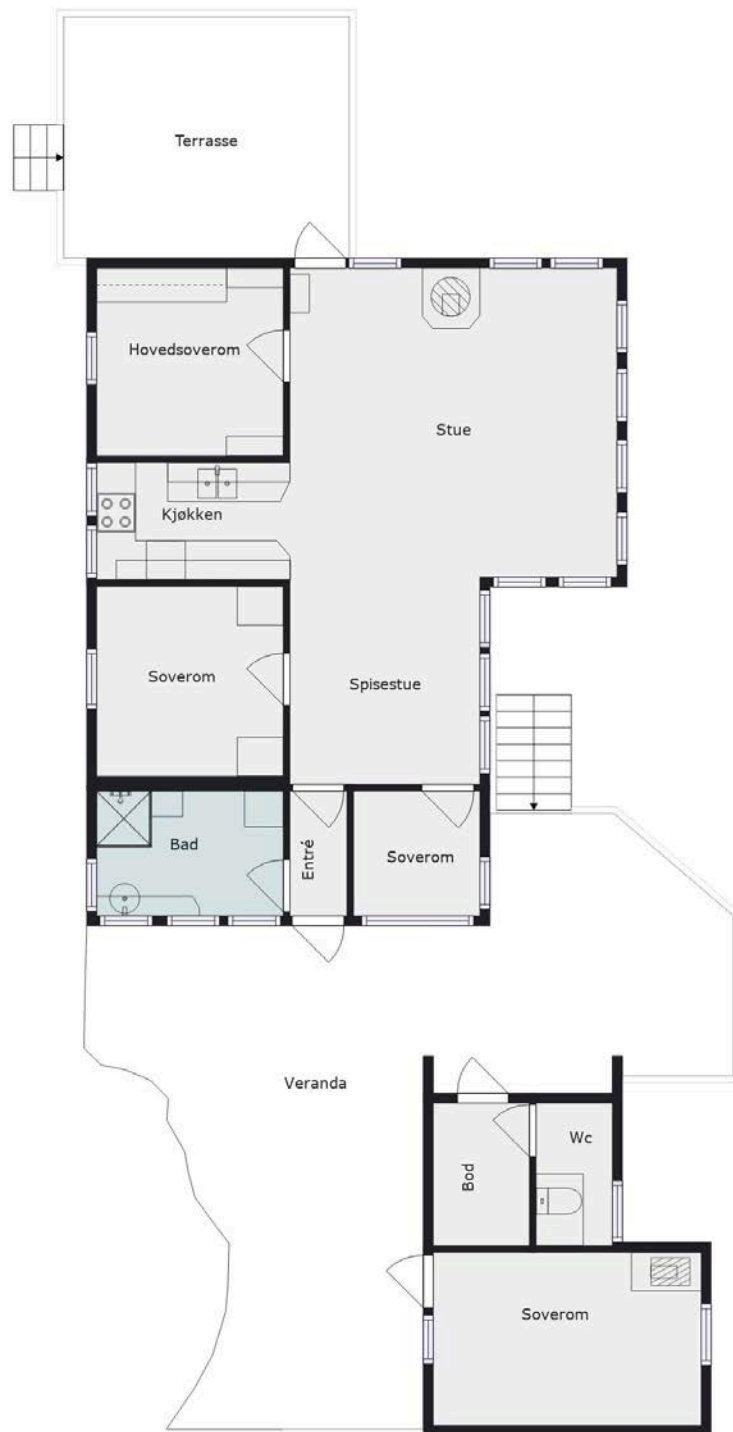 Terrasse
Hovedsoverom
Stue
Kjøkken
Soverom
Spisestue
Bad
Entré
Soverom
Veranda
Wc
Bod
Soverom